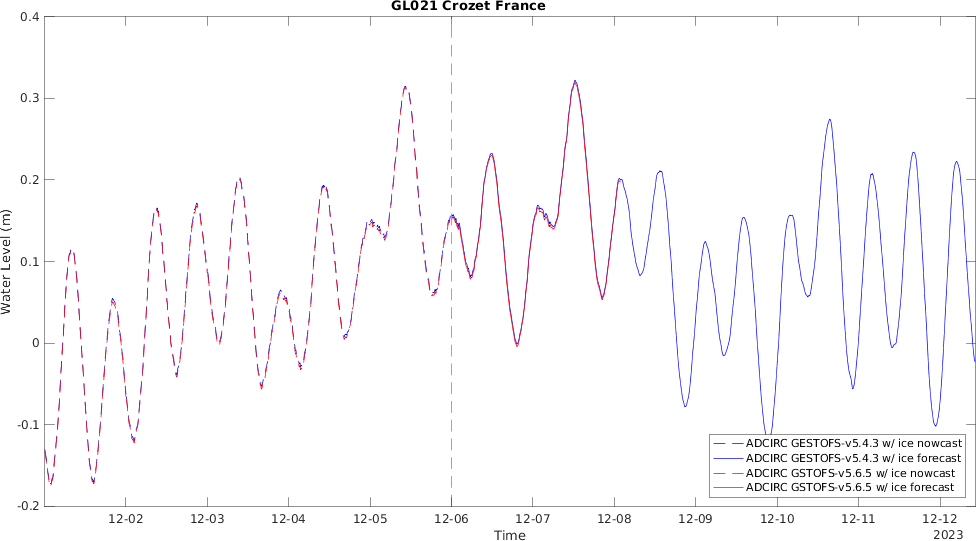 GL021 Crozet France
0.4
0.3
0.2
0.1
0
-0.1
-0.2
Water Level (m)
12-02 12-03 12-04 12-05 12-06 12-07 12-08 12-09 12-10 12-11 12-12
2023
Time
ADCIRC GESTOFS-v5.4.3 w/ ice nowcast
ADCIRC GESTOFS-v5.4.3 w/ ice forecast
ADCIRC GSTOFS-v5.6.5 w/ ice nowcast
ADCIRC GSTOFS-v5.6.5 w/ ice forecast